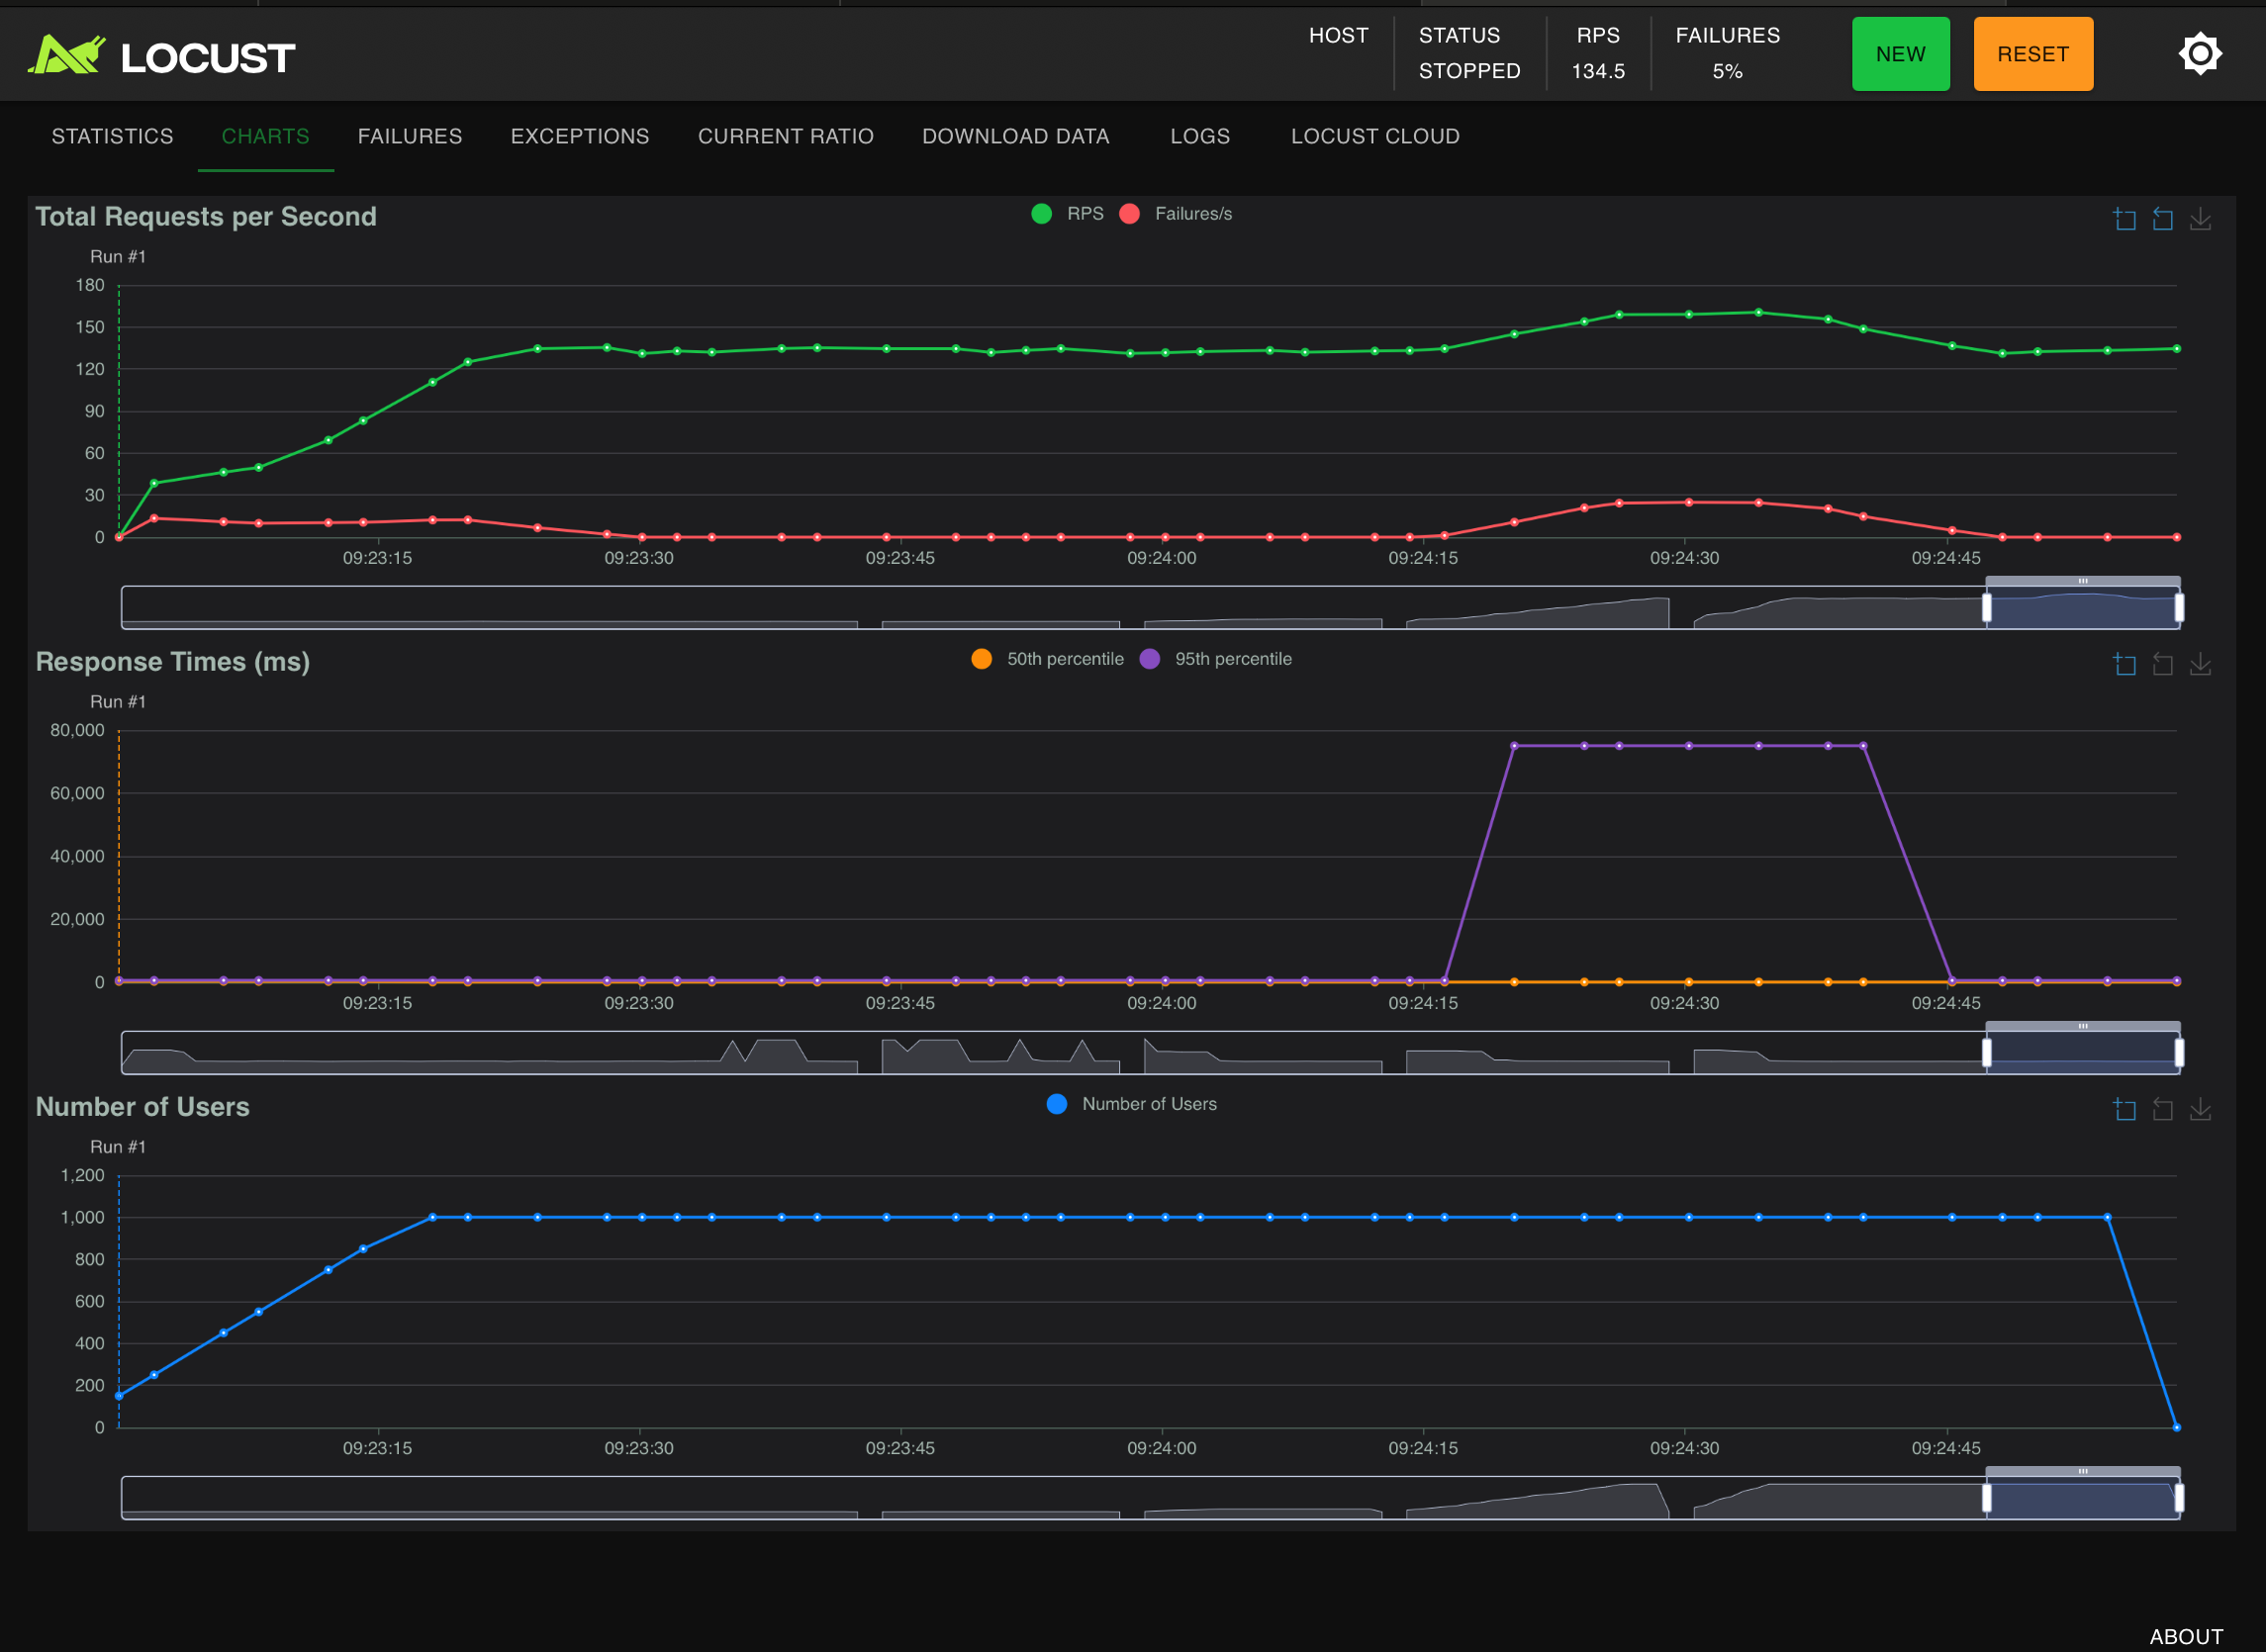 LOCUST
HOST
STATUS
STOPPED
RPS
134.5
FAILURES
5%
NEW
RESET
STATISTICS CHARTS FAILURES EXCEPTIONS CURRENT RATIO DOWNLOAD DATA LOGS LOCUST CLOUD
Total Requests per Second
RPS Failures/s
Run #1
180
150
120
90
60
30
0
09:23:15 09:23:30 09:23:45 09:24:00 09:24:15 09:24:30 09:24:45
Response Times (ms)
50th percentile 95th percentile
Run #1
80,000
60,000
40,000
20,000
0
09:23:15 09:23:30 09:23:45 09:24:00 09:24:15 09:24:30 09:24:45
Number of Users
Number of Users
Run #1
1,200
1,000
800
600
400
200
0
09:23:15 09:23:30 09:23:45 09:24:00 09:24:15 09:24:30 09:24:45
ABOUT